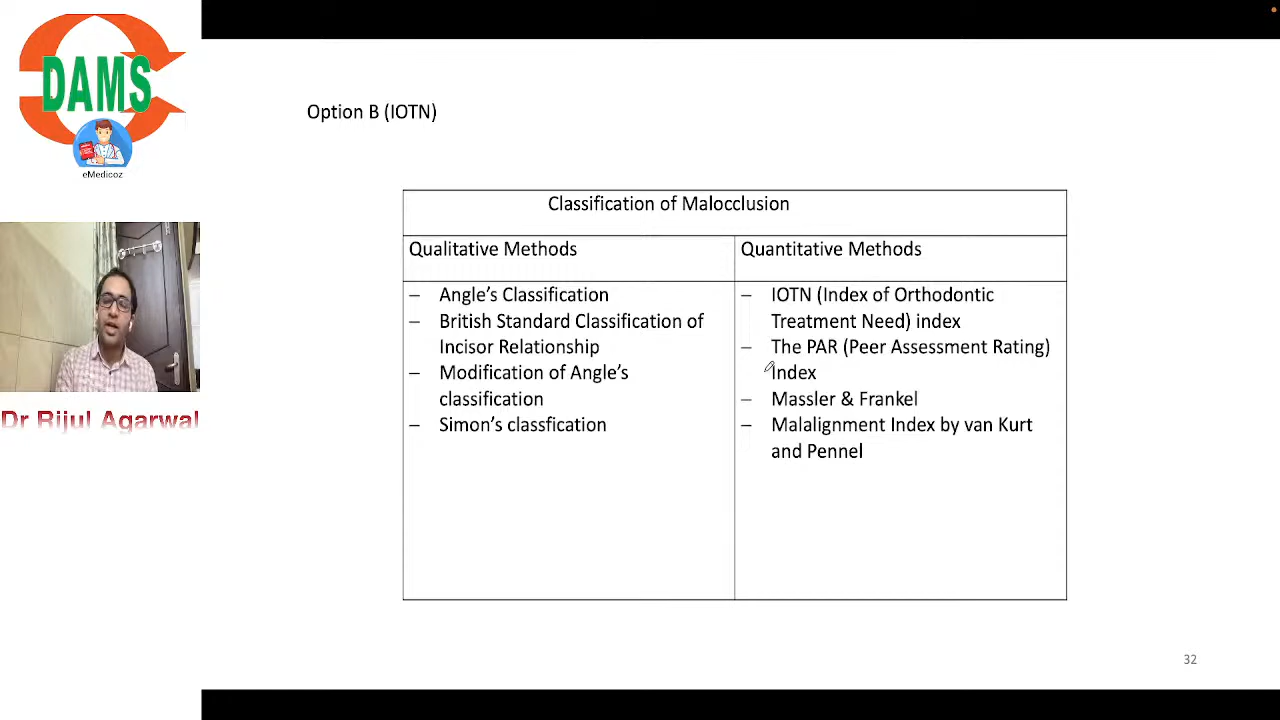 DAMS
eMedicoz
Dr Rijul Agarwal
Option B (IOTN)
Classification of Malocclusion
Qualitative Methods
Quantitative Methods
– Angle’s Classification
– British Standard Classification of
Incisor Relationship
– Modification of Angle’s
classification
– Simon’s classfication
– IOTN (Index of Orthodontic
Treatment Need) index
– The PAR (Peer Assessment Rating)
Index
– Massler & Frankel
– Malalignment Index by van Kurt
and Pennel
32